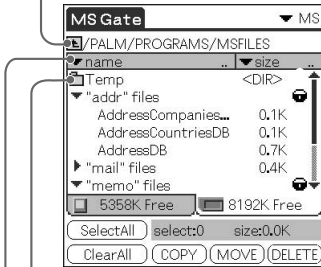 MS Gate MS
/PALM/PROGRAMS/MSFILES
name .. size ..
Temp <DIR>
"addr" files
AddressCompanies... 0.1K
AddressCountriesDB 0.1K
AddressDB 0.7K
"mail" files 0.4K
"memo" files
5358K Free 8192K Free
SelectAll select:0 size:0.0K
ClearAll COPY MOVE DELETE